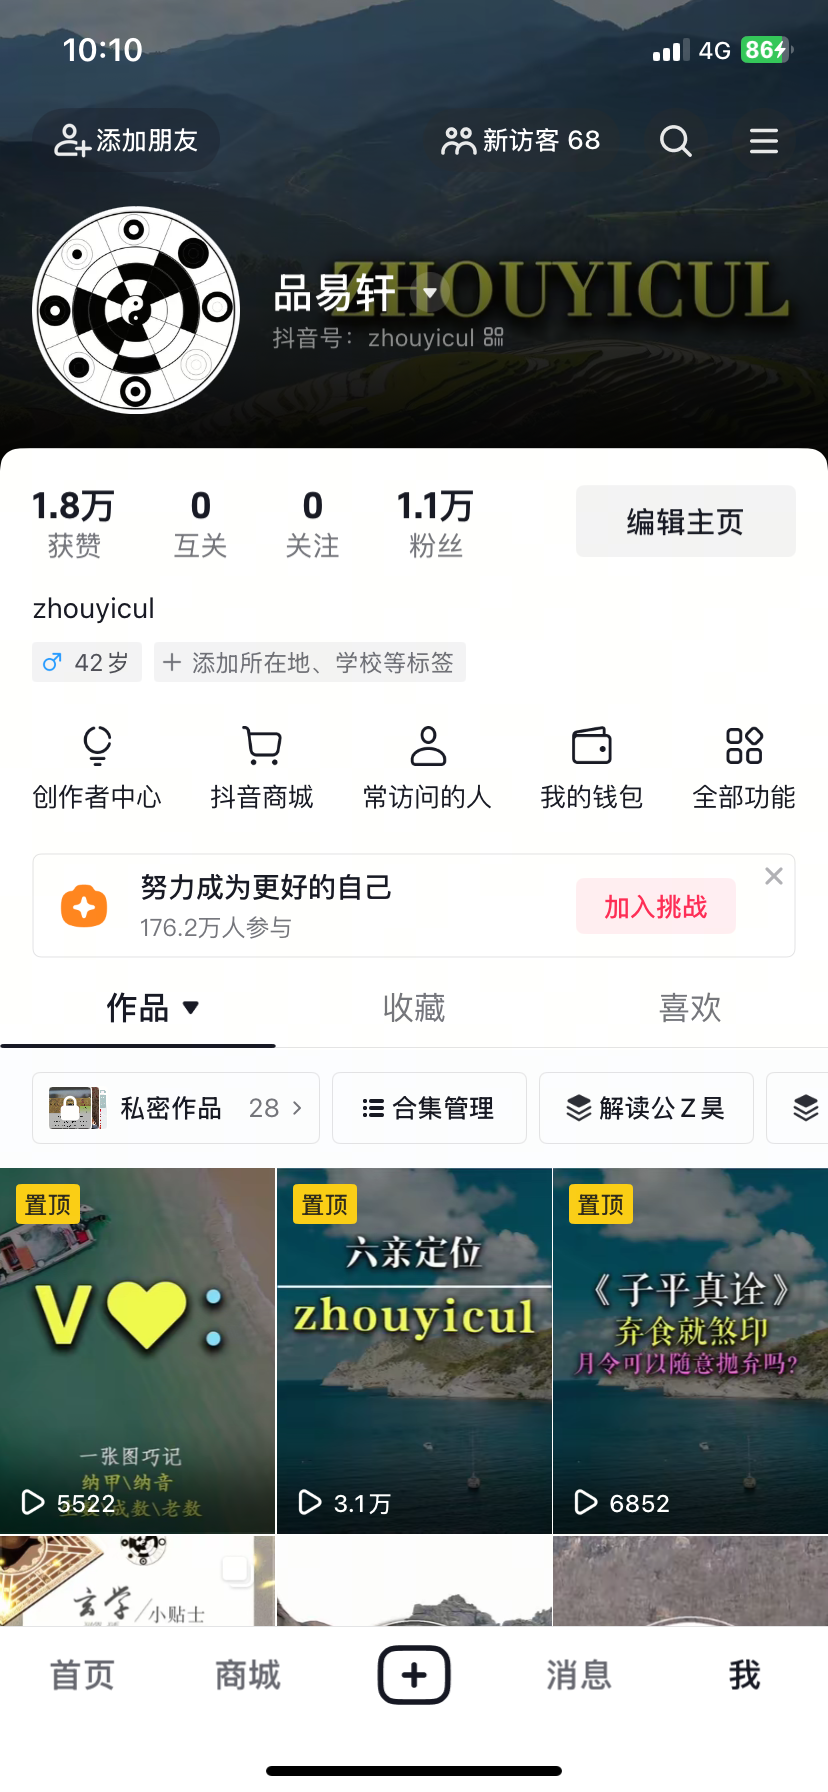 10:10
4G
86
添加朋友
新访客 68
ZHOUYICUL
品易轩
抖音号：zhouyicul
1.8万
0
0
1.1万
获赞
互关
关注
粉丝
编辑主页
zhouyicul
42岁
添加所在地、学校等标签
创作者中心
抖音商城
常访问的人
我的钱包
全部功能
努力成为更好的自己
176.2万人参与
加入挑战
作品
收藏
喜欢
私密作品 28
合集管理
解读公Z昊
置顶
V
一张图巧记
纳甲\纳音
成数\老数
5522
置顶
六亲定位
zhouyicul
3.1万
置顶
《子平真诠》
弃食就煞印
月令可以随意抛弃吗?
6852
玄学/小贴士
首页
商城
消息
我